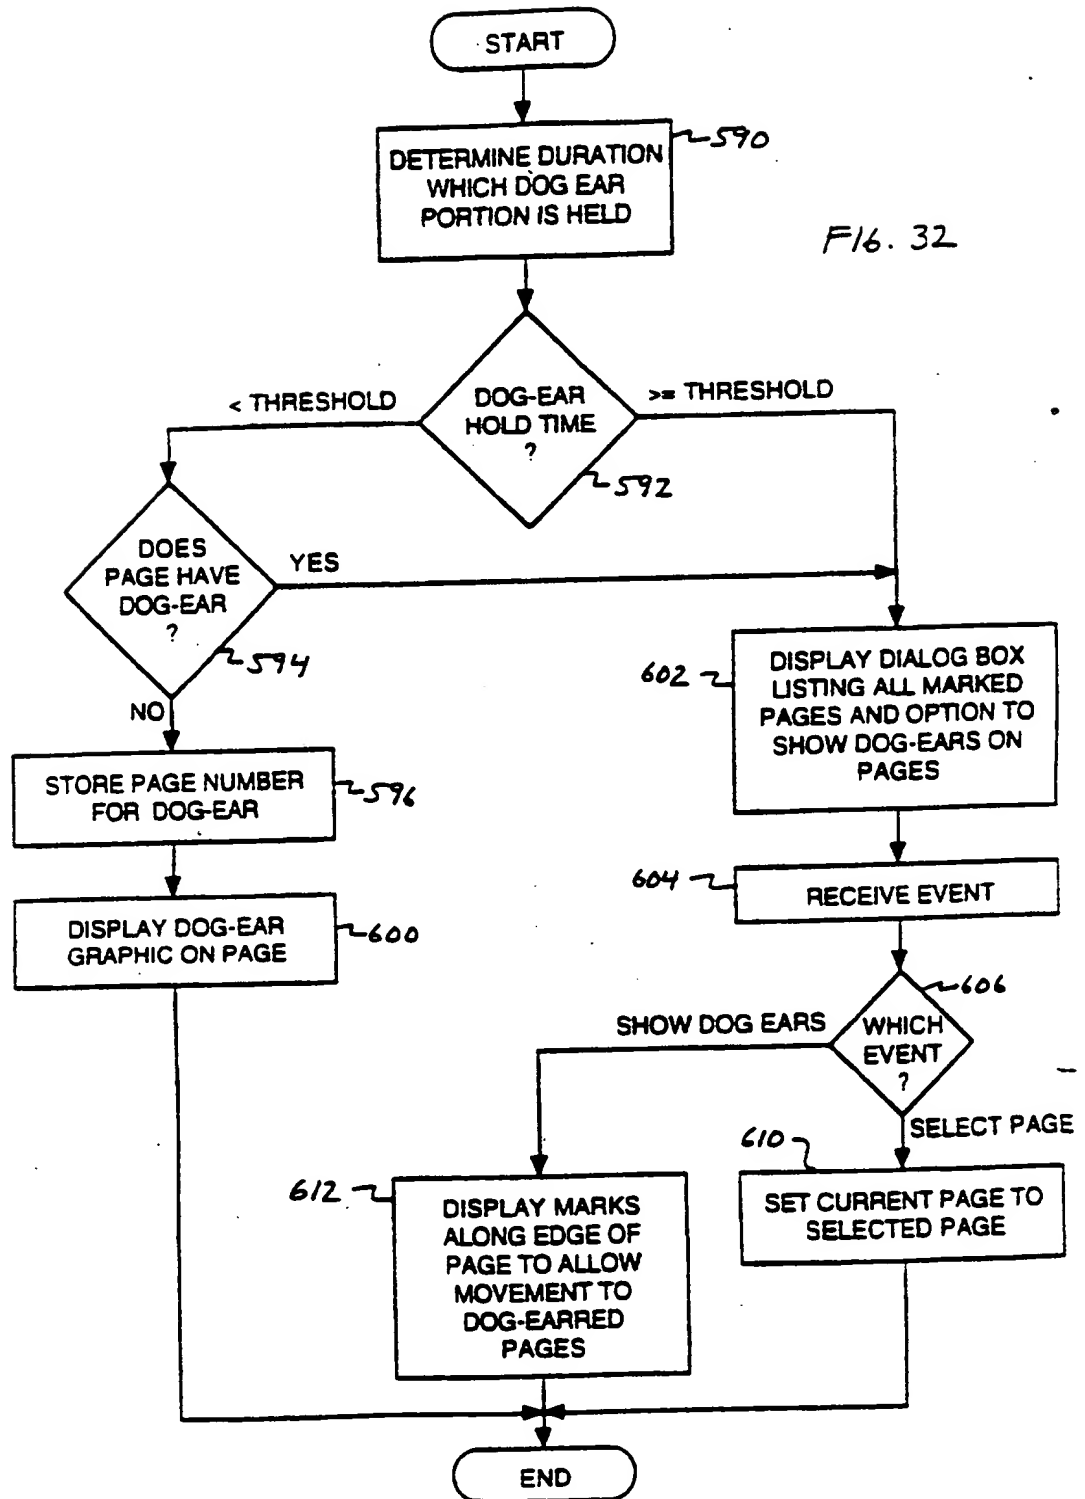 START
DETERMINE DURATION
WHICH DOG EAR
PORTION IS HELD
590
FIG. 32
DOG-EAR
HOLD TIME
?
592
< THRESHOLD
>= THRESHOLD
DOES
PAGE HAVE
DOG-EAR
?
594
YES
NO
STORE PAGE NUMBER
FOR DOG-EAR
596
DISPLAY DOG-EAR
GRAPHIC ON PAGE
600
602
DISPLAY DIALOG BOX
LISTING ALL MARKED
PAGES AND OPTION TO
SHOW DOG-EARS ON
PAGES
604
RECEIVE EVENT
606
WHICH
EVENT
?
SHOW DOG EARS
SELECT PAGE
610
SET CURRENT PAGE TO
SELECTED PAGE
612
DISPLAY MARKS
ALONG EDGE OF
PAGE TO ALLOW
MOVEMENT TO
DOG-EARRED
PAGES
END